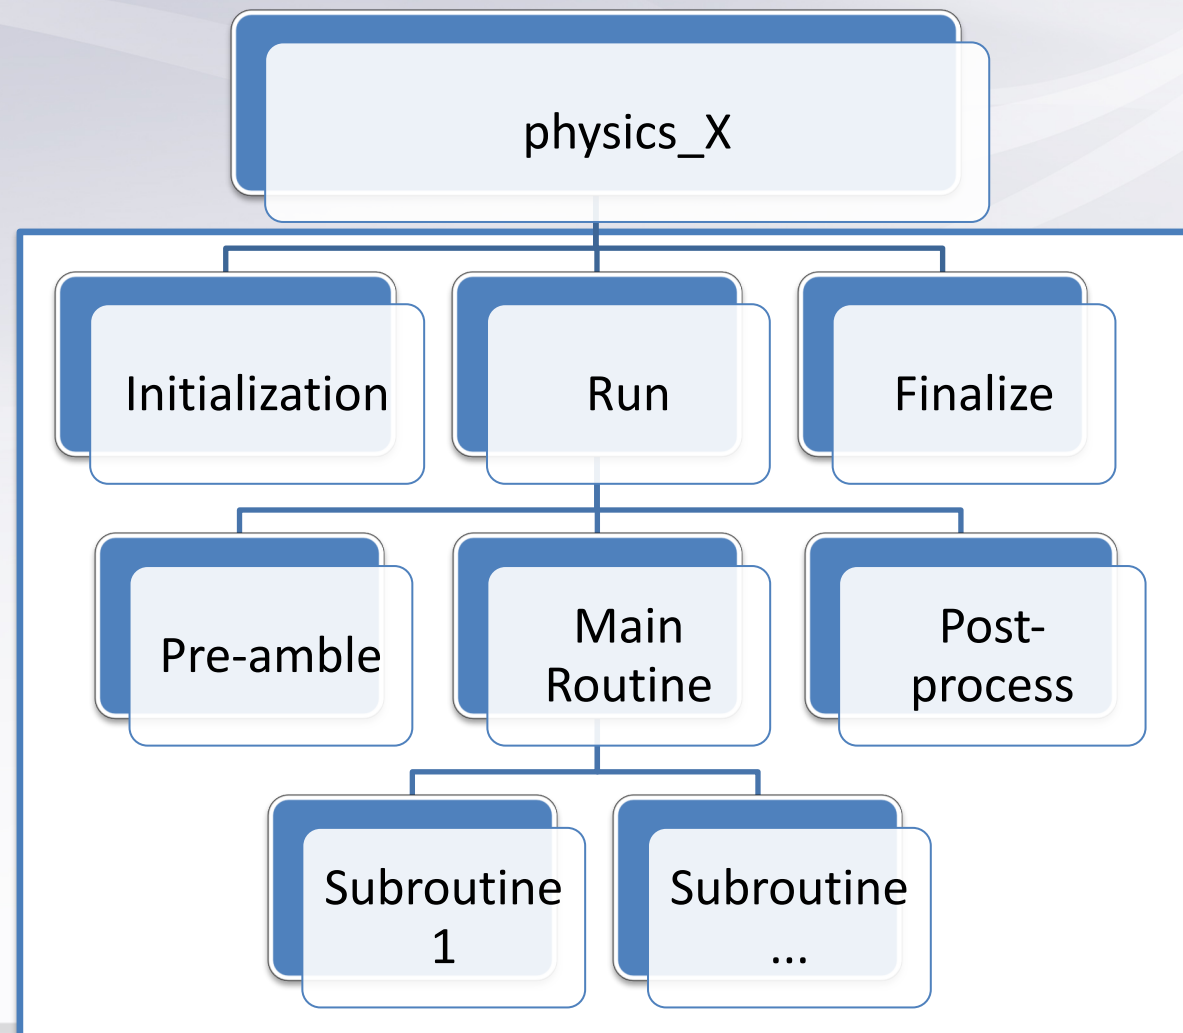 physics_X
Initialization
Run
Finalize
Pre-amble
Main
Routine
Post-
process
Subroutine
1
Subroutine
...